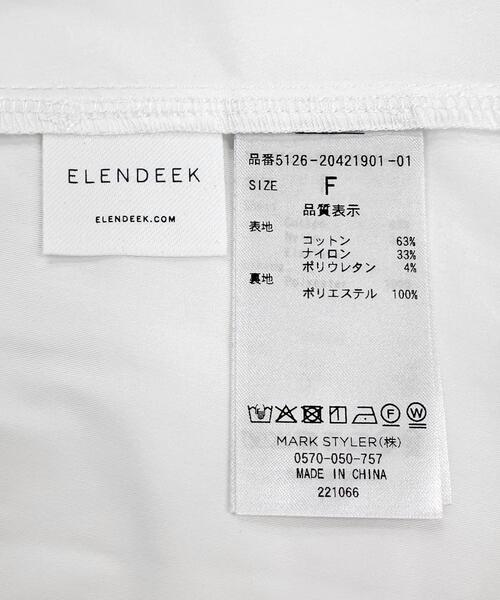 ELENDEEK
ELENDEEK.COM
品番5126-20421901-01
SIZE F
品質表示
表地
コットン 63%
ナイロン 33%
ポリウレタン 4%
裏地
ポリエステル 100%
MARK STYLER(株)
0570-050-757
MADE IN CHINA
221066